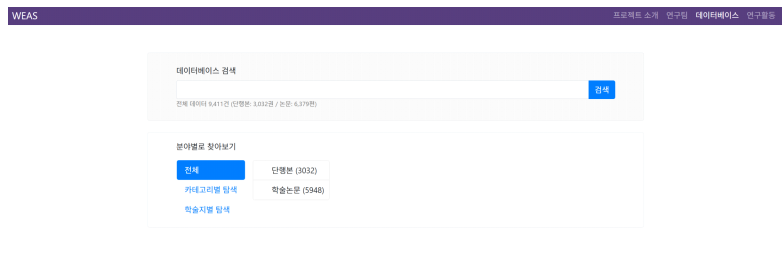 WEAS 프로젝트 소개 연구팀 데이터베이스 연구활동
데이터베이스 검색
검색
전체 데이터 9,411건 (단행본: 3,032권 / 논문: 6,379편)
분야별로 찾아보기
전체 단행본 (3032)
카테고리별 탐색 학술논문 (5948)
학술지별 탐색